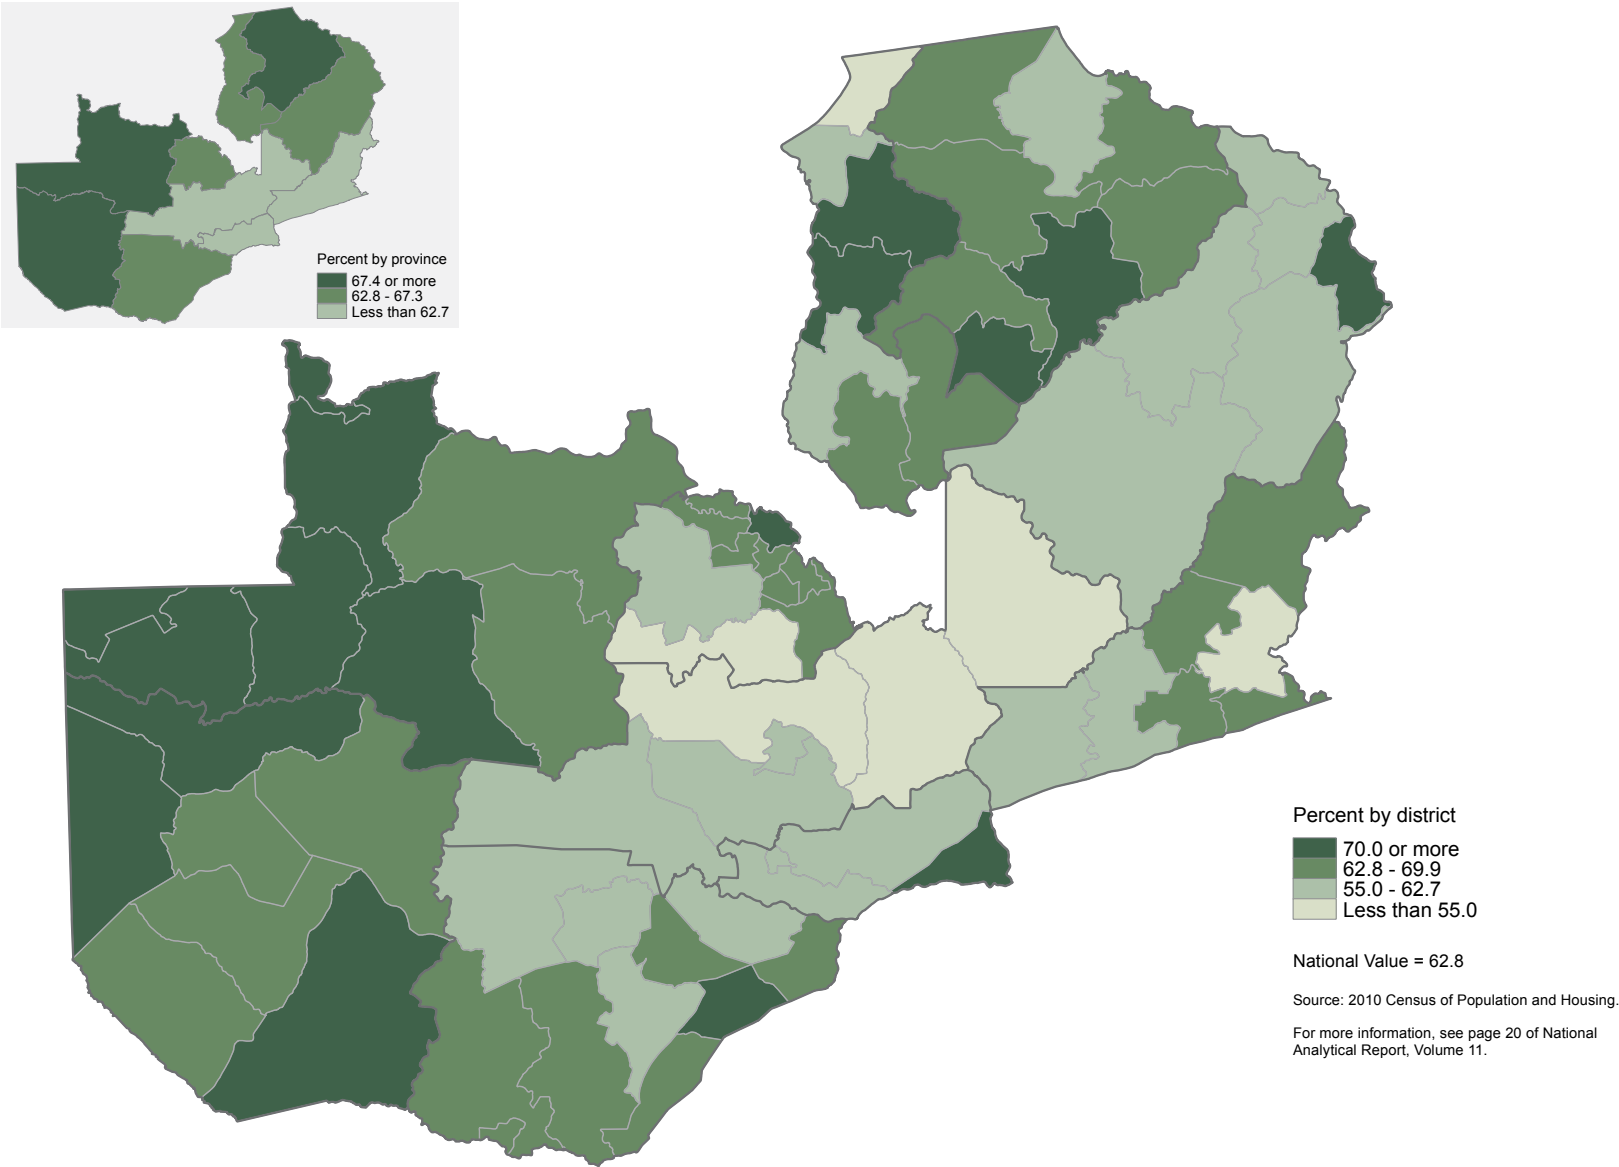 Percent by province
67.4 or more
62.8 - 67.3
Less than 62.7
Percent by district
70.0 or more
62.8 - 69.9
55.0 - 62.7
Less than 55.0
National Value = 62.8
Source: 2010 Census of Population and Housing.
For more information, see page 20 of National
Analytical Report, Volume 11.